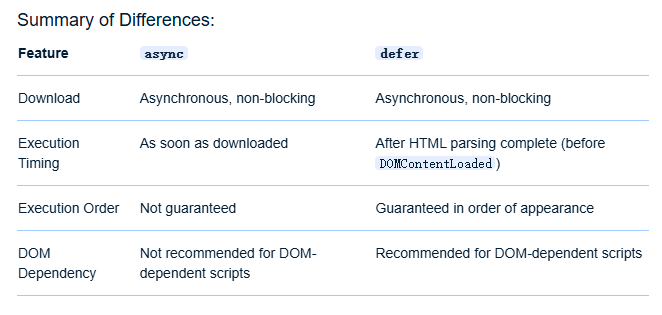 Summary of Differences:
Feature async defer
Download Asynchronous, non-blocking Asynchronous, non-blocking
Execution Timing As soon as downloaded After HTML parsing complete (before DOMContentLoaded)
Execution Order Not guaranteed Guaranteed in order of appearance
DOM Dependency Not recommended for DOM-dependent scripts Recommended for DOM-dependent scripts